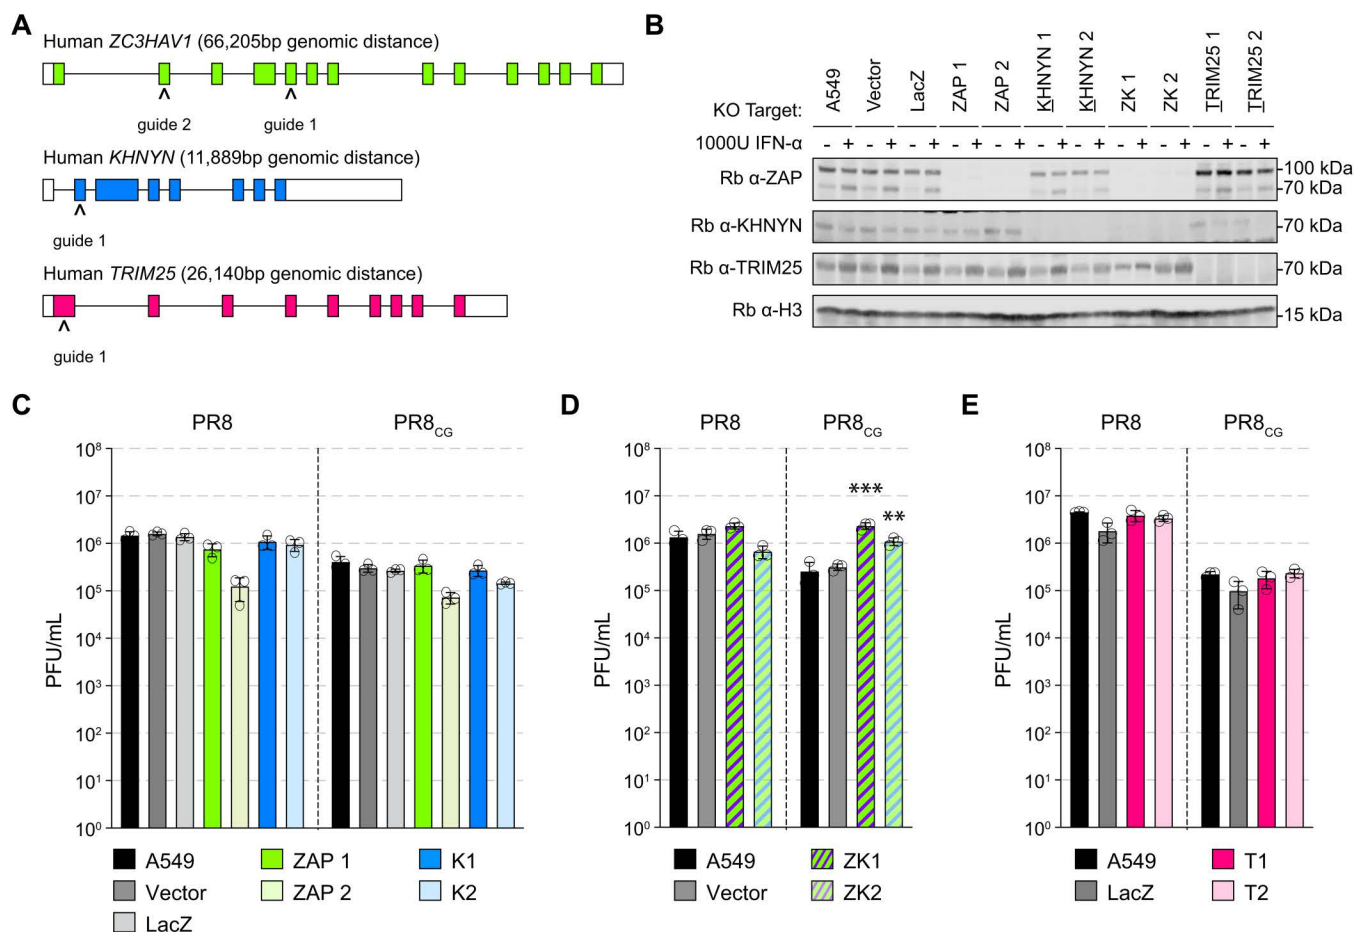 A
Human ZC3HAV1 (66,205bp genomic distance)
^ ^
guide 2 guide 1
Human KHNYN (11,889bp genomic distance)
^
guide 1
Human TRIM25 (26,140bp genomic distance)
^
guide 1
B
KO Target: A549 Vector LacZ ZAP 1 ZAP 2 KHNYN 1 KHNYN 2 ZK 1 ZK 2 TRIM25 1 TRIM25 2
1000U IFN-α - + - + - + - + - + - + - + - + - + - + - +
Rb α-ZAP -100 kDa
-70 kDa
Rb α-KHNYN -70 kDa
Rb α-TRIM25 -70 kDa
Rb α-H3 -15 kDa
C
PR8 PR8CG
PFU/mL
10⁸
10⁷
10⁶
10⁵
10⁴
10³
10²
10¹
10⁰
A549 ZAP 1 K1
Vector ZAP 2 K2
LacZ
D
PR8 PR8CG
PFU/mL
10⁸
10⁷
10⁶
10⁵
10⁴
10³
10²
10¹
10⁰
***
**
A549 ZK1
Vector ZK2
E
PR8 PR8CG
PFU/mL
10⁸
10⁷
10⁶
10⁵
10⁴
10³
10²
10¹
10⁰
A549 T1
LacZ T2